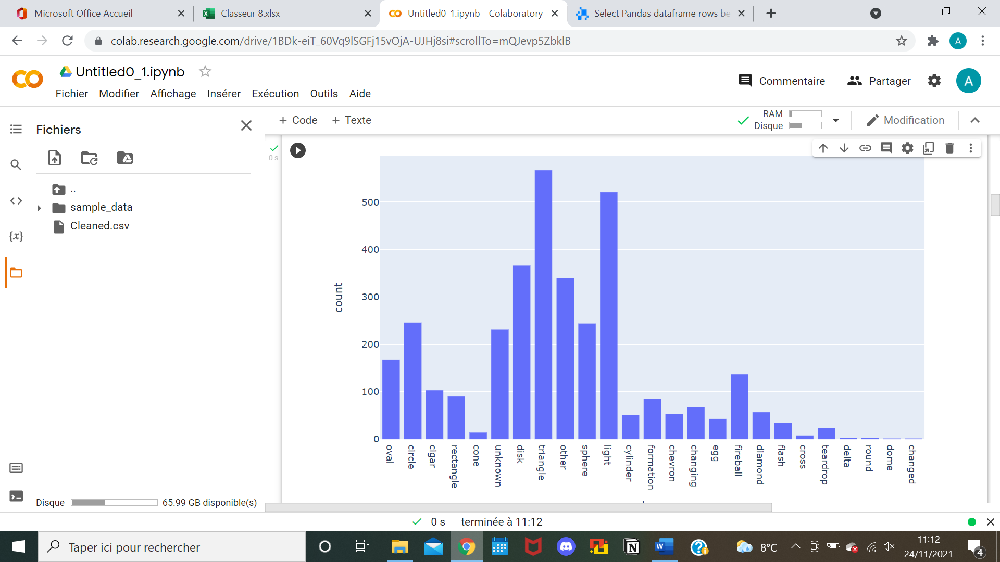 Microsoft Office Accueil
Classeur 8.xlsx
Untitled0_1.ipynb - Colaboratory
Select Pandas dataframe rows be
colab.research.google.com/drive/1BDk-eiT_60Vq9lSGFj15vOjA-UJHj8si#scrollTo=mQJevp5ZbklB
A
Untitled0_1.ipynb
Fichier Modifier Affichage Insérer Exécution Outils Aide
Commentaire
Partager
A
Fichiers
+ Code + Texte
RAM
Disque
Modification
0 s
..
sample_data
Cleaned.csv
{x}
500
400
300
200
100
0
count
oval
circle
cigar
rectangle
cone
unknown
disk
triangle
other
sphere
light
cylinder
formation
chevron
changing
egg
fireball
diamond
flash
cross
teardrop
delta
round
dome
changed
Disque 65.99 GB disponible(s)
0 s terminée à 11:12
Taper ici pour rechercher
8°C
11:12
24/11/2021
4